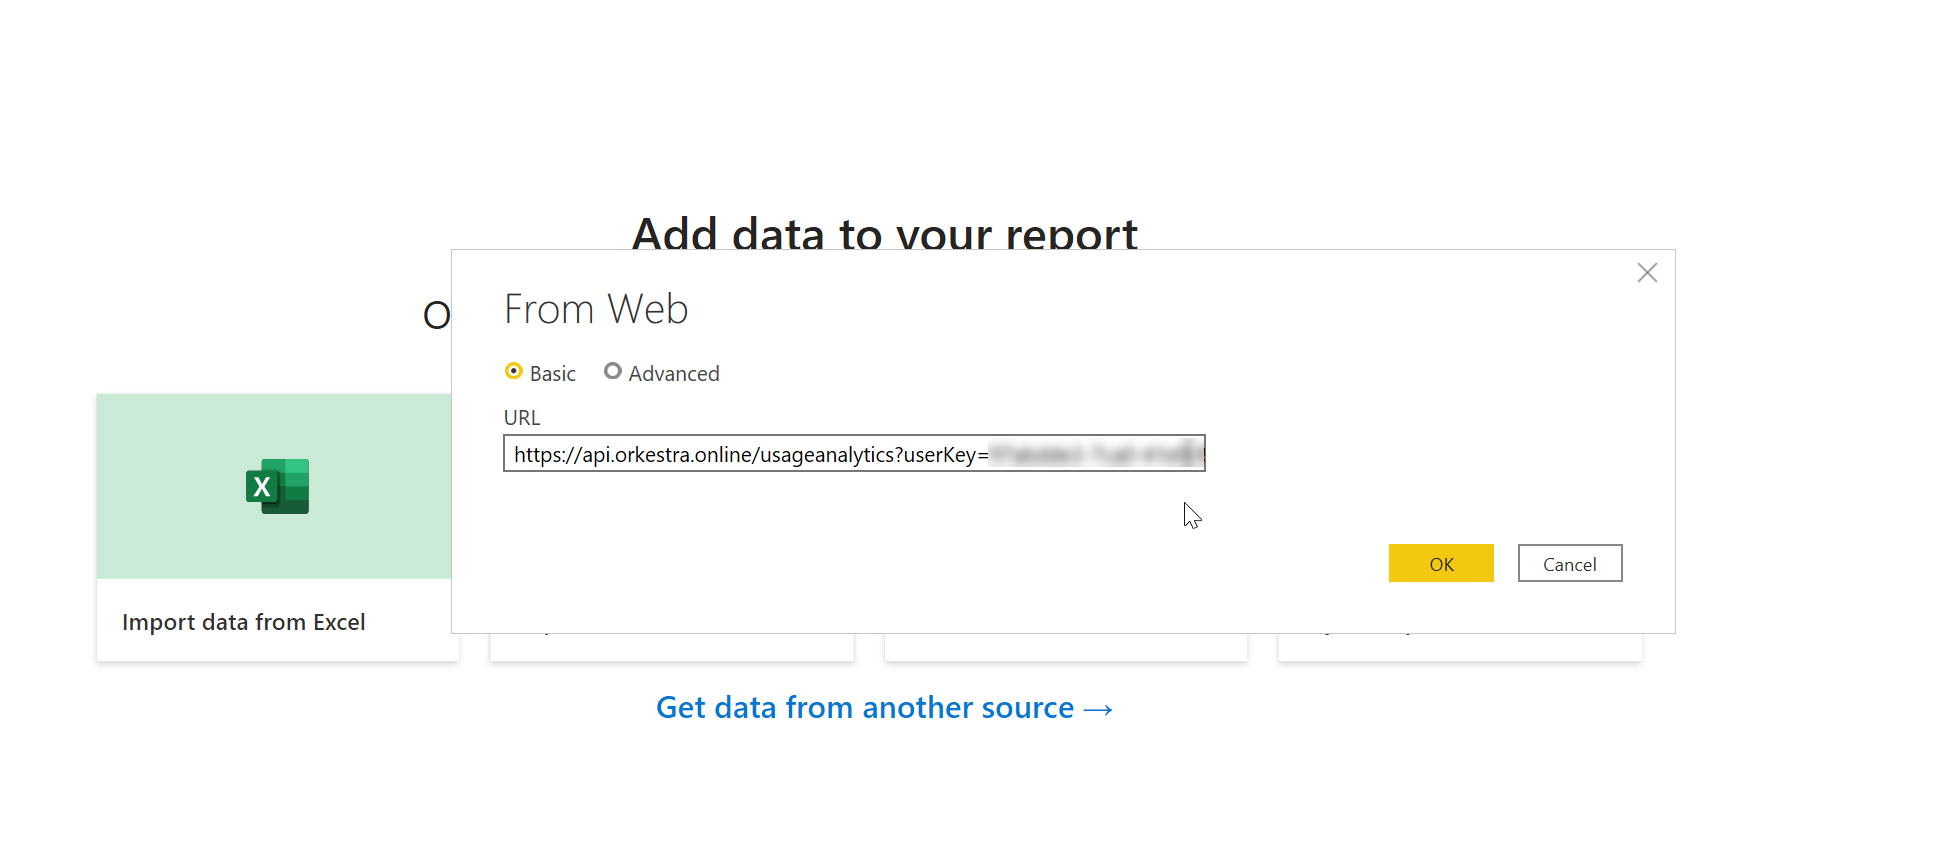 Add data to your report
O
From Web
Basic
Advanced
URL
https://api.orkestra.online/usageanalytics?userKey=
OK
Cancel
X
Import data from Excel
Get data from another source →